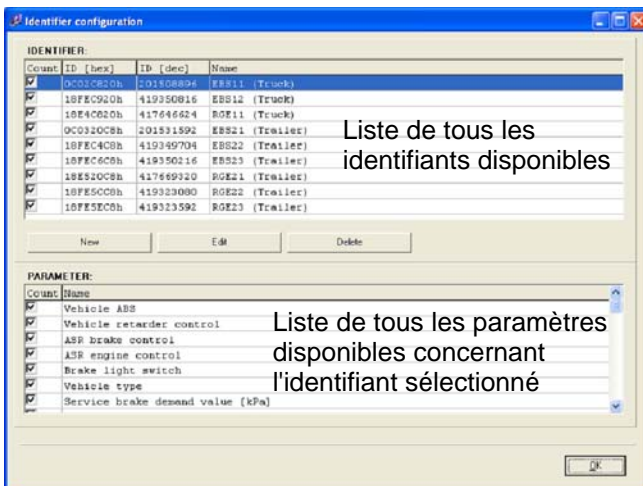 Identifier configuration
IDENTIFIER:
Count ID [hex] ID [dec] Name
0C02C820h 201508896 EBS11 (Truck)
18FEC920h 419350816 EBS12 (Truck)
18E4C820h 417646624 RGE11 (Truck)
0C0320C8h 201531592 EBS21 (Trailer)
18FEC4C8h 419349704 EBS22 (Trailer)
18FEC6C8h 419350216 EBS23 (Trailer)
18E520C8h 417669320 RGE21 (Trailer)
18FE5CC8h 419323080 RGE22 (Trailer)
18FE5EC8h 419323592 RGE23 (Trailer)
Liste de tous les
identifiants disponibles
New Edit Delete
PARAMETER:
Count Name
Vehicle ABS
Vehicle retarder control
ASR brake control
ASR engine control
Brake light switch
Vehicle type
Service brake demand value [kPa]
Liste de tous les paramètres
disponibles concernant
l'identifiant sélectionné
OK